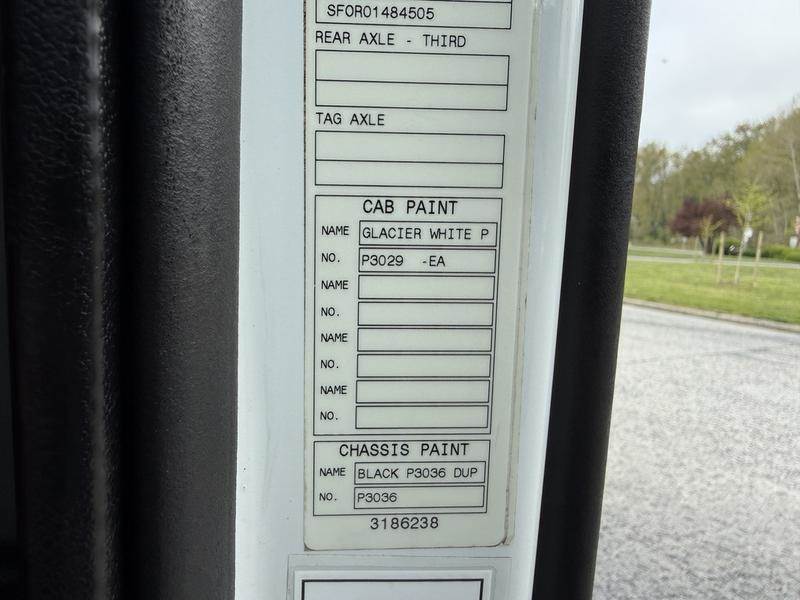 SFOR01484505
REAR AXLE - THIRD
TAG AXLE
CAB PAINT
NAME GLACIER WHITE P
NO. P3029 -EA
NAME
NO.
NAME
NO.
NAME
NO.
CHASSIS PAINT
NAME BLACK P3036 DUP
NO. P3036
3186238